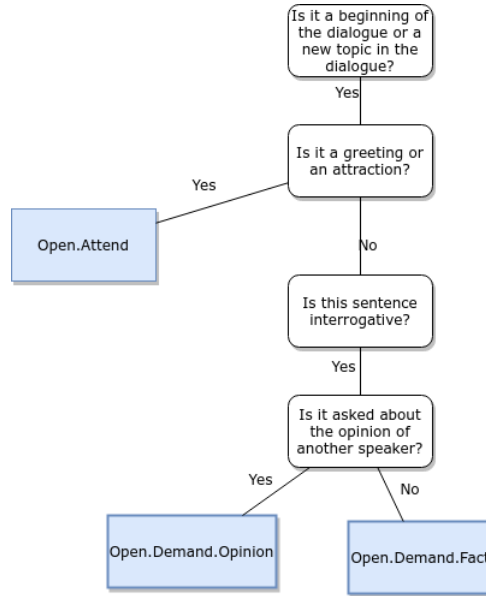 Is it a beginning of
the dialogue or a
new topic in the
dialogue?
Yes
Is it a greeting or
an attraction?
Yes
Open.Attend
No
Is this sentence
interrogative?
Yes
Is it asked about
the opinion of
another speaker?
Yes
No
Open.Demand.Opinion
Open.Demand.Fact